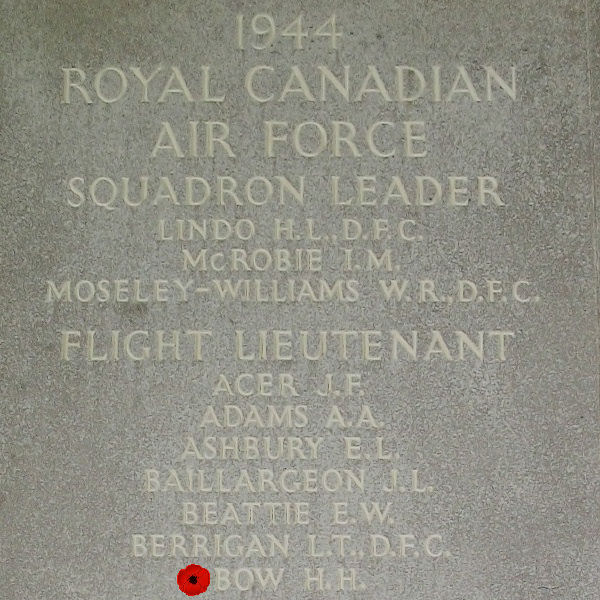 1944
ROYAL CANADIAN
AIR FORCE
SQUADRON LEADER
LINDO H.L., D.F.C.
McROBIE I.M.
MOSELEY-WILLIAMS W.R., D.F.C.
FLIGHT LIEUTENANT
ACER J.F.
ADAMS A.A.
ASHBURY E.L.
BAILLARGEON J.L.
BEATTIE E.W.
BERRIGAN L.T., D.F.C.
BOW H.H.